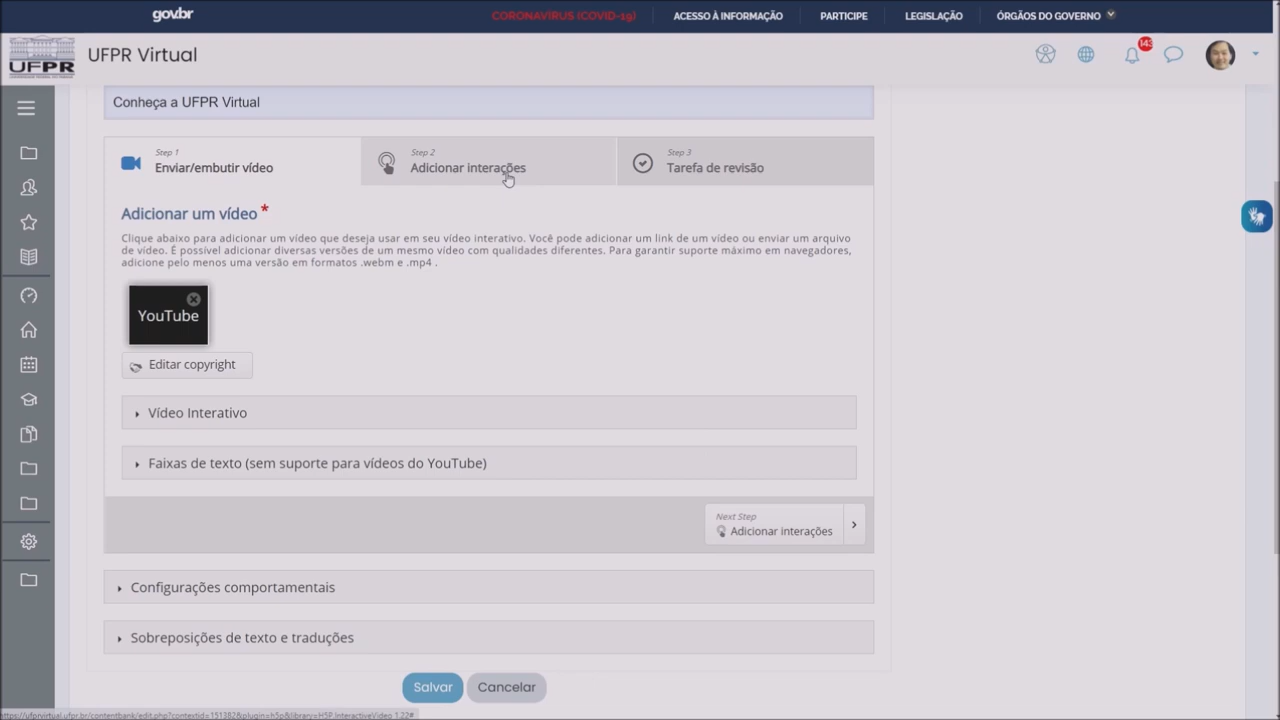 govbr
CORONAVÍRUS (COVID-19)
ACESSO À INFORMAÇÃO
PARTICIPE
LEGISLAÇÃO
ÓRGÃOS DO GOVERNO
UFPR
UFPR Virtual
143
Conheça a UFPR Virtual
Step 1
Enviar/embutir vídeo
Step 2
Adicionar interações
Step 3
Tarefa de revisão
Adicionar um vídeo *
Clique abaixo para adicionar um vídeo que deseja usar em seu vídeo interativo. Você pode adicionar um link de um vídeo ou enviar um arquivo
de vídeo. É possível adicionar diversas versões de um mesmo vídeo com qualidades diferentes. Para garantir suporte máximo em navegadores,
adicione pelo menos uma versão em formatos .webm e .mp4 .
YouTube
Editar copyright
Vídeo Interativo
Faixas de texto (sem suporte para vídeos do YouTube)
Next Step
Adicionar interações
Configurações comportamentais
Sobreposições de texto e traduções
Salvar
Cancelar
https://ufprvirtual.ufpr.br/contentbank/edit.php?contextid=151382&plugin=h5p&library=H5P.InteractiveVideo 1.22#